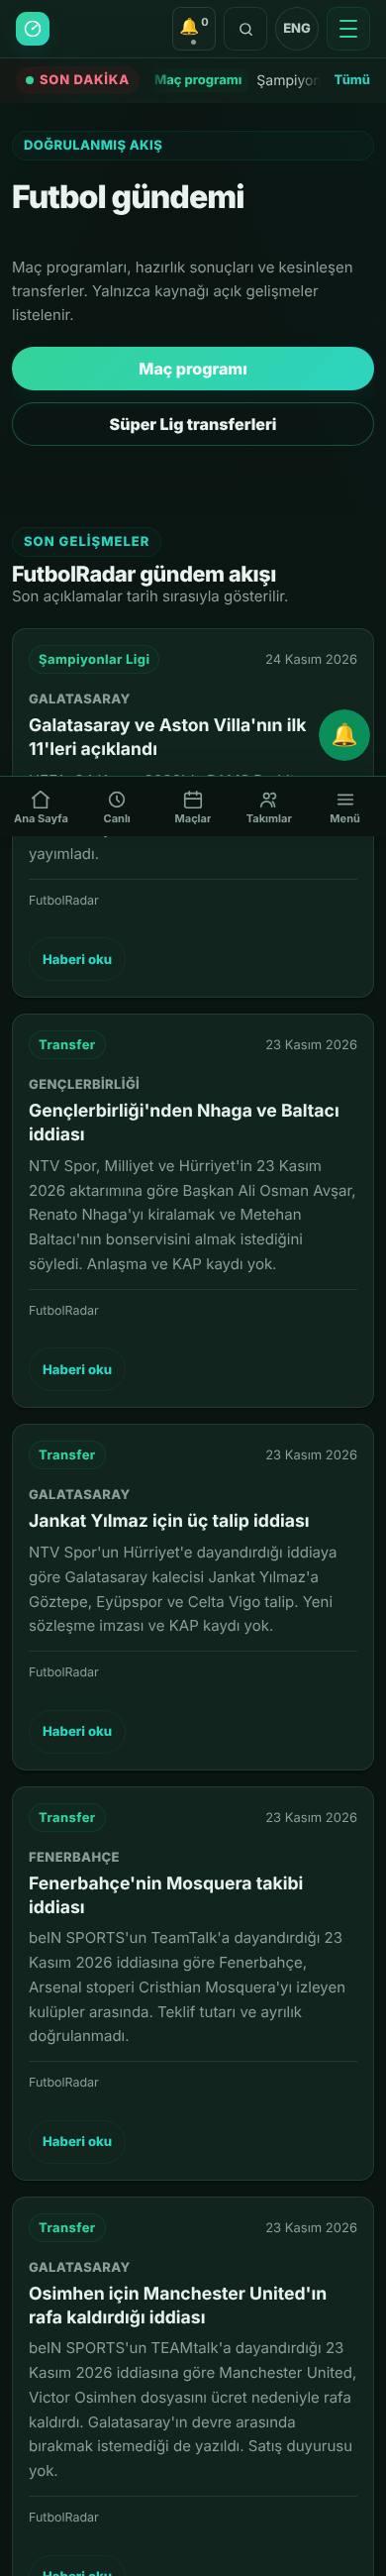 0
ENG
SON DAKİKA
Maç programı
Tümü
DOĞRULANMIŞ AKIŞ
Futbol gündemi
Maç programları, hazırlık sonuçları ve kesinleşen
transferler. Yalnızca kaynağı açık gelişmeler
listelenir.
Maç programı
Süper Lig transferleri
SON GELİŞMELER
FutbolRadar gündem akışı
Son açıklamalar tarih sırasıyla gösterilir.
Şampiyonlar Ligi
24 Kasım 2026
GALATASARAY
Galatasaray ve Aston Villa'nın ilk
11'leri açıklandı
Ana Sayfa
Canlı
Maçlar
Takımlar
Menü
yayımladı.
FutbolRadar
Haberi oku
Transfer
23 Kasım 2026
GENÇLERBİRLİĞİ
Gençlerbirliği'nden Nhaga ve Baltacı
iddiası
NTV Spor, Milliyet ve Hürriyet'in 23 Kasım
2026 aktarımına göre Başkan Ali Osman Avşar,
Renato Nhaga'yı kiralamak ve Metehan
Baltacı'nın bonservisini almak istediğini
söyledi. Anlaşma ve KAP kaydı yok.
FutbolRadar
Haberi oku
Transfer
23 Kasım 2026
GALATASARAY
Jankat Yılmaz için üç talip iddiası
NTV Spor'un Hürriyet'e dayandırdığı iddiaya
göre Galatasaray kalecisi Jankat Yılmaz'a
Göztepe, Eyüpspor ve Celta Vigo talip. Yeni
sözleşme imzası ve KAP kaydı yok.
FutbolRadar
Haberi oku
Transfer
23 Kasım 2026
FENERBAHÇE
Fenerbahçe'nin Mosquera takibi
iddiası
beIN SPORTS'un TeamTalk'a dayandırdığı 23
Kasım 2026 iddiasına göre Fenerbahçe,
Arsenal stoperi Cristhian Mosquera'yı izleyen
kulüpler arasında. Teklif tutarı ve ayrılık
doğrulanmadı.
FutbolRadar
Haberi oku
Transfer
23 Kasım 2026
GALATASARAY
Osimhen için Manchester United'ın
rafa kaldırdığı iddiası
beIN SPORTS'un TEAMtalk'a dayandırdığı 23
Kasım 2026 iddiasına göre Manchester United,
Victor Osimhen dosyasını ücret nedeniyle rafa
kaldırdı. Galatasaray'ın devre arasında
bırakmak istemediği de yazıldı. Satış duyurusu
yok.
FutbolRadar